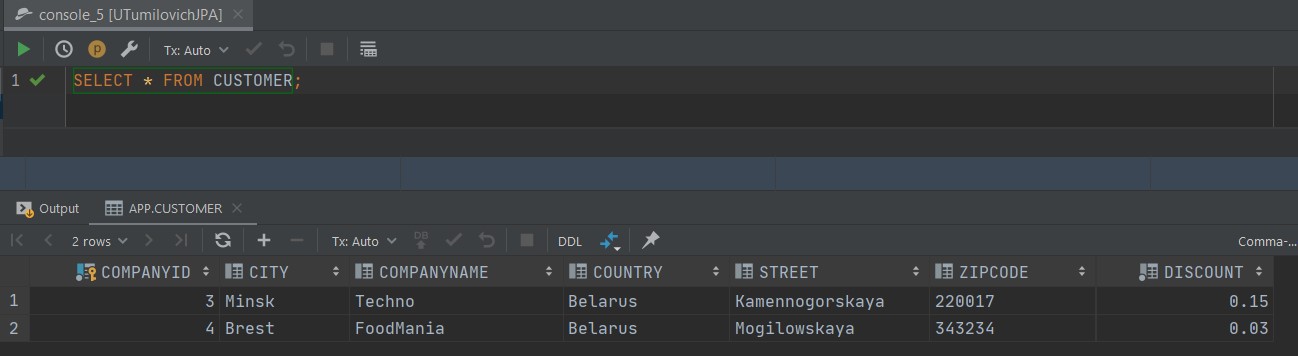 console_5 [UTumilovichJPA]
Tx: Auto
1 SELECT * FROM CUSTOMER;
Output APP.CUSTOMER
2 rows Tx: Auto DB DDL Comma-...
COMPANYID CITY COMPANYNAME COUNTRY STREET ZIPCODE DISCOUNT
1 3 Minsk Techno Belarus Kamennogorskaya 220017 0.15
2 4 Brest FoodMania Belarus Mogilowskaya 343234 0.03